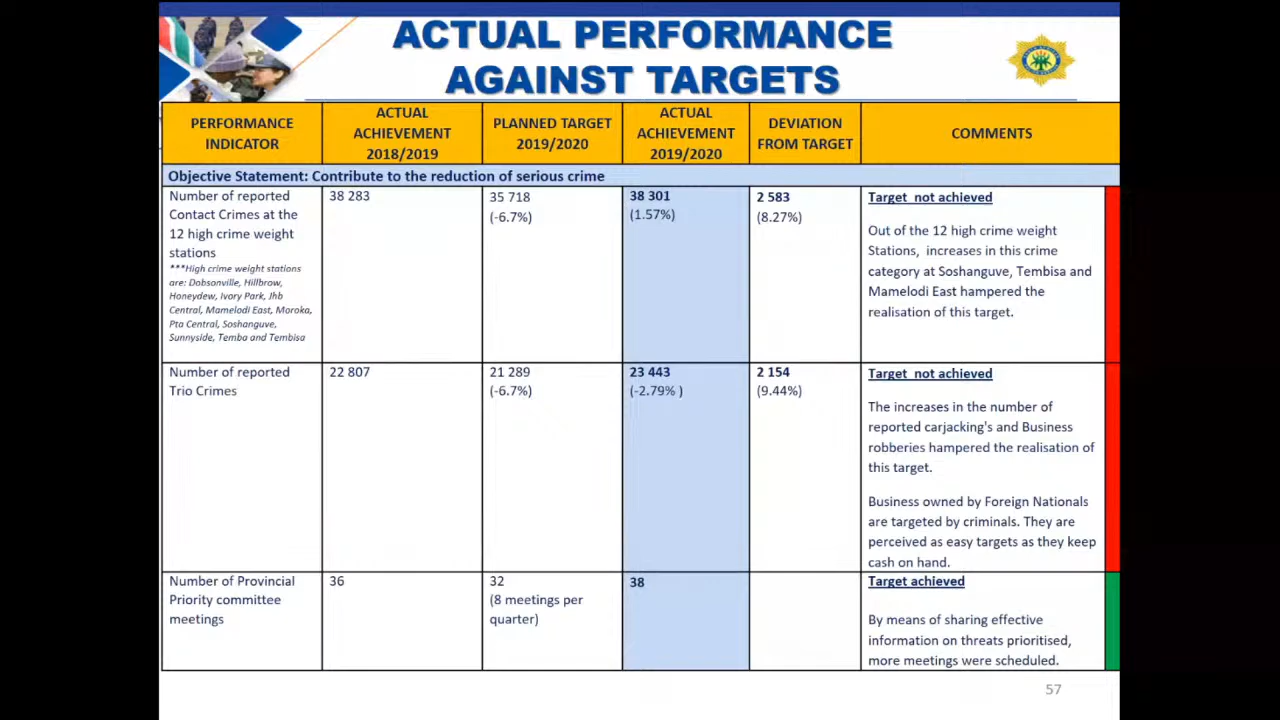 ACTUAL PERFORMANCE
AGAINST TARGETS
PERFORMANCE
INDICATOR
ACTUAL
ACHIEVEMENT
2018/2019
PLANNED TARGET
2019/2020
ACTUAL
ACHIEVEMENT
2019/2020
DEVIATION
FROM TARGET
COMMENTS
Objective Statement: Contribute to the reduction of serious crime
Number of reported
Contact Crimes at the
12 high crime weight
stations
***High crime weight stations
are: Dobsonville, Hillbrow,
Honeydew, Ivory Park, Jhb
Central, Mamelodi East, Moroka,
Pta Central, Soshanguve,
Sunnyside, Temba and Tembisa
38 283
35 718
(-6.7%)
38 301
(1.57%)
2 583
(8.27%)
Target not achieved
Out of the 12 high crime weight
Stations, increases in this crime
category at Soshanguve, Tembisa and
Mamelodi East hampered the
realisation of this target.
Number of reported
Trio Crimes
22 807
21 289
(-6.7%)
23 443
(-2.79% )
2 154
(9.44%)
Target not achieved
The increases in the number of
reported carjacking's and Business
robberies hampered the realisation of
this target.
Business owned by Foreign Nationals
are targeted by criminals. They are
perceived as easy targets as they keep
cash on hand.
Number of Provincial
Priority committee
meetings
36
32
(8 meetings per
quarter)
38
Target achieved
By means of sharing effective
information on threats prioritised,
more meetings were scheduled.
57